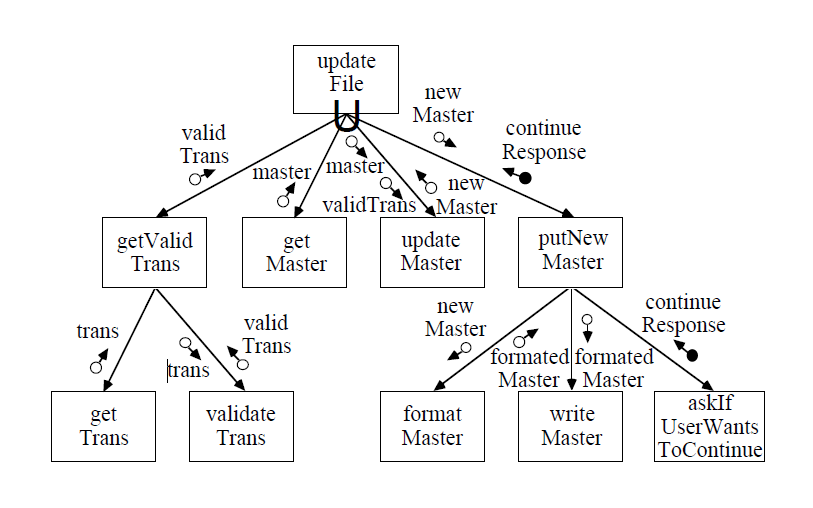 update
File
new
Master
valid
Trans
continue
Response
master
master
validTrans
new
Master
getValid
Trans
get
Master
update
Master
putNew
Master
trans
valid
Trans
trans
new
Master
continue
Response
formated
Master
formated
Master
get
Trans
validate
Trans
format
Master
write
Master
askIf
UserWants
ToContinue